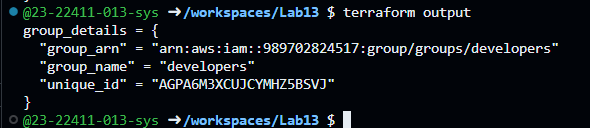 @23-22411-013-sys ➜/workspaces/Lab13 $ terraform output
group_details = {
  "group_arn" = "arn:aws:iam::989702824517:group/groups/developers"
  "group_name" = "developers"
  "unique_id" = "AGPA6M3XCUJCYMHZ5BSVJ"
}
@23-22411-013-sys ➜/workspaces/Lab13 $